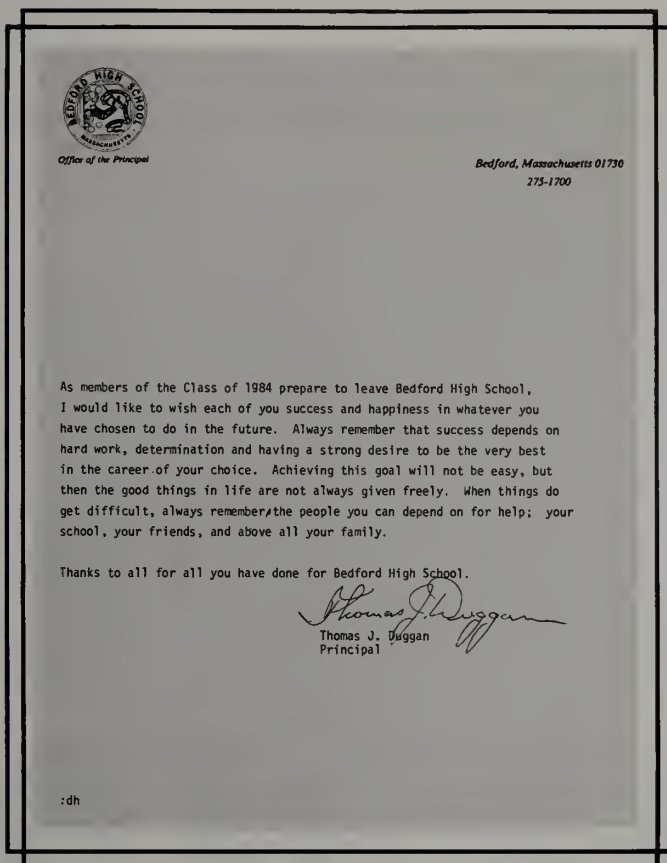 BEDFORD HIGH SCHOOL
MASSACHUSETTS
Office of the Principal
Bedford, Massachusetts 01730
275-1700
As members of the Class of 1984 prepare to leave Bedford High School,
I would like to wish each of you success and happiness in whatever you
have chosen to do in the future. Always remember that success depends on
hard work, determination and having a strong desire to be the very best
in the career of your choice. Achieving this goal will not be easy, but
then the good things in life are not always given freely. When things do
get difficult, always remember the people you can depend on for help; your
school, your friends, and above all your family.
Thanks to all for all you have done for Bedford High School.
Thomas J. Duggan
Thomas J. Duggan
Principal
:dh